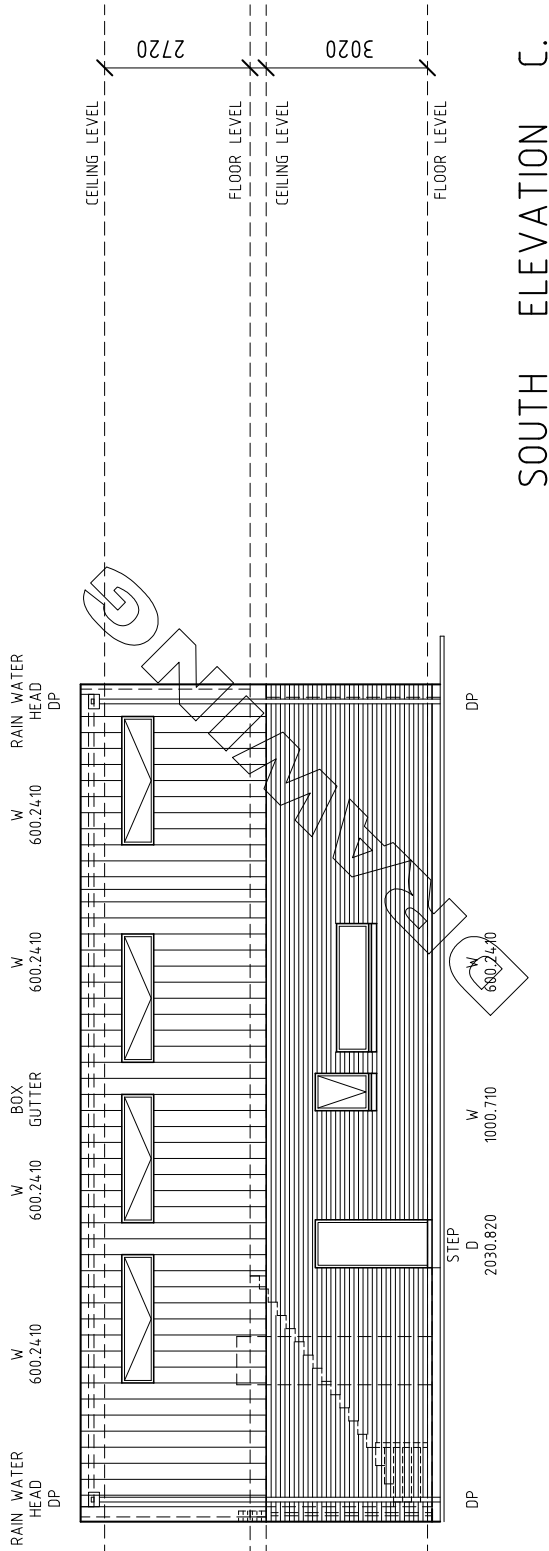 RAIN WATER
HEAD
DP
W
600.2410
W
600.2410
BOX
GUTTER
W
600.2410
W
600.2410
RAIN WATER
HEAD
DP
CEILING LEVEL
2720
FLOOR LEVEL
CEILING LEVEL
3020
FLOOR LEVEL
DRAWING
DP
STEP
D
2030.820
W
1000.710
W
600.2410
DP
SOUTH ELEVATION C.